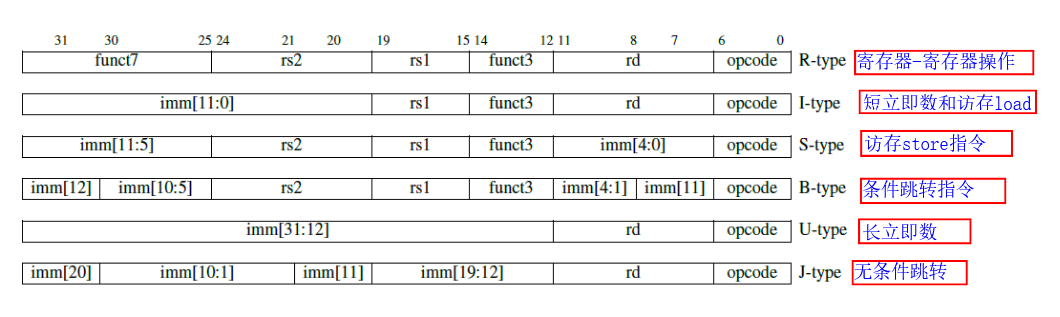 31 30 25 24 21 20 19 15 14 12 11 8 7 6 0
funct7 rs2 rs1 funct3 rd opcode R-type 寄存器-寄存器操作
imm[11:0] rs1 funct3 rd opcode I-type 短立即数和访存load
imm[11:5] rs2 rs1 funct3 imm[4:0] opcode S-type 访存store指令
imm[12] imm[10:5] rs2 rs1 funct3 imm[4:1] imm[11] opcode B-type 条件跳转指令
imm[31:12] rd opcode U-type 长立即数
imm[20] imm[10:1] imm[11] imm[19:12] rd opcode J-type 无条件跳转